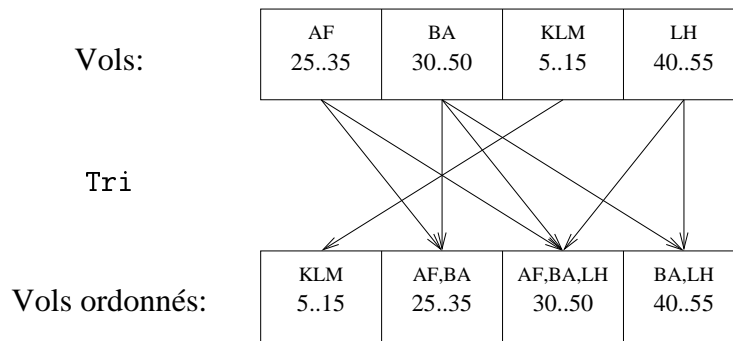 AF BA KLM LH
Vols: 25..35 30..50 5..15 40..55
Tri
KLM AF,BA AF,BA,LH BA,LH
Vols ordonnés: 5..15 25..35 30..50 40..55